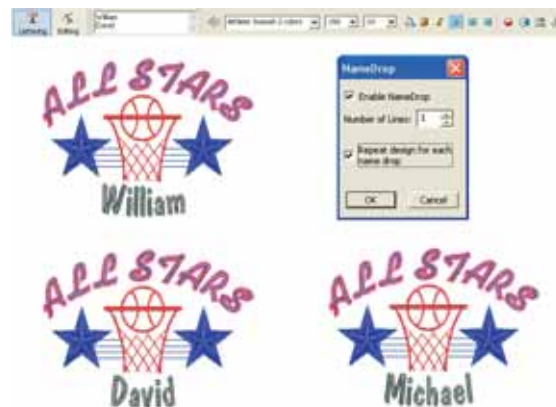 Lettering
Editing
William
David
ALL STARS
William
NameDrop
Enable NameDrop
Number of Lines: 1
Repeat design for each
name drop
OK
Cancel
ALL STARS
David
ALL STARS
Michael